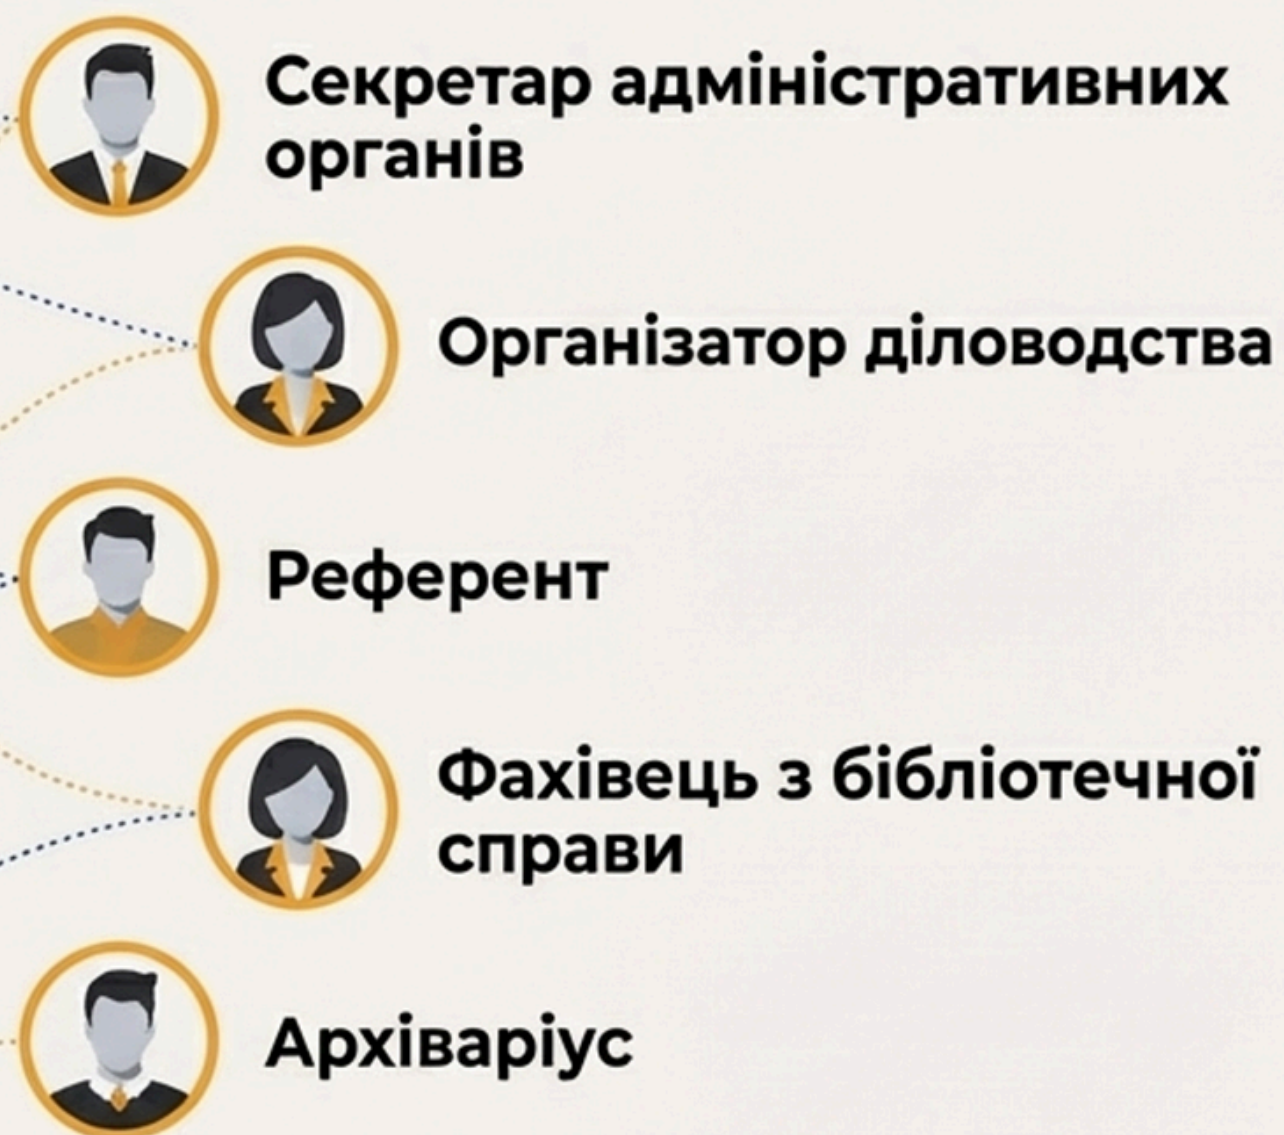 Секретар адміністративних
органів
Організатор діловодства
Референт
Фахівець з бібліотечної
справи
Архіваріус